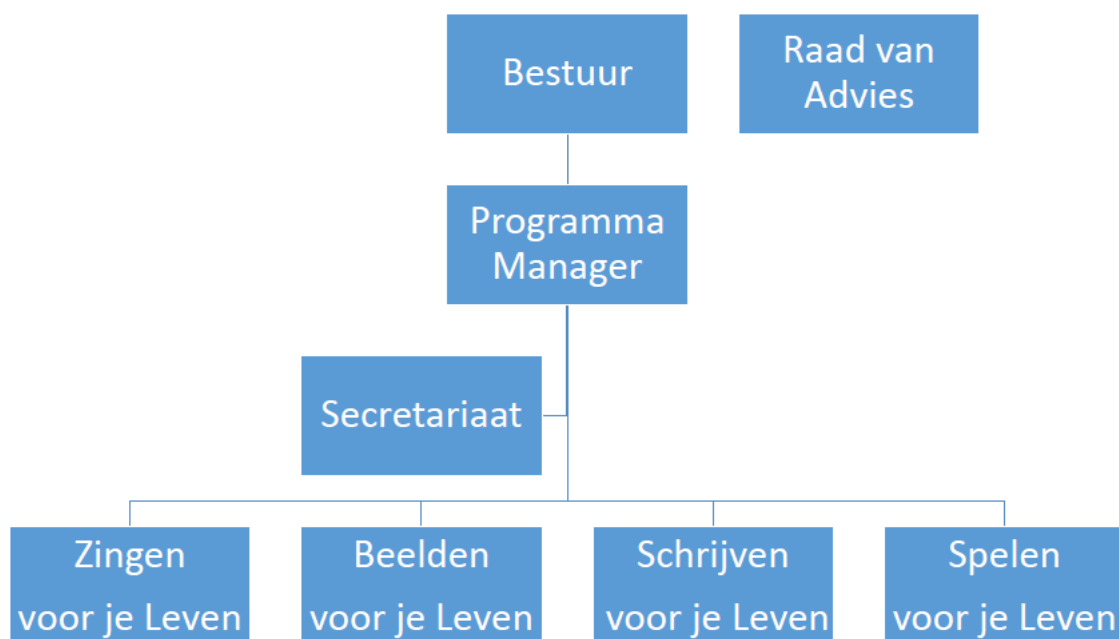 Bestuur
Raad van
Advies
Programma
Manager
Secretariaat
Zingen
voor je Leven
Beelden
voor je Leven
Schrijven
voor je Leven
Spelen
voor je Leven